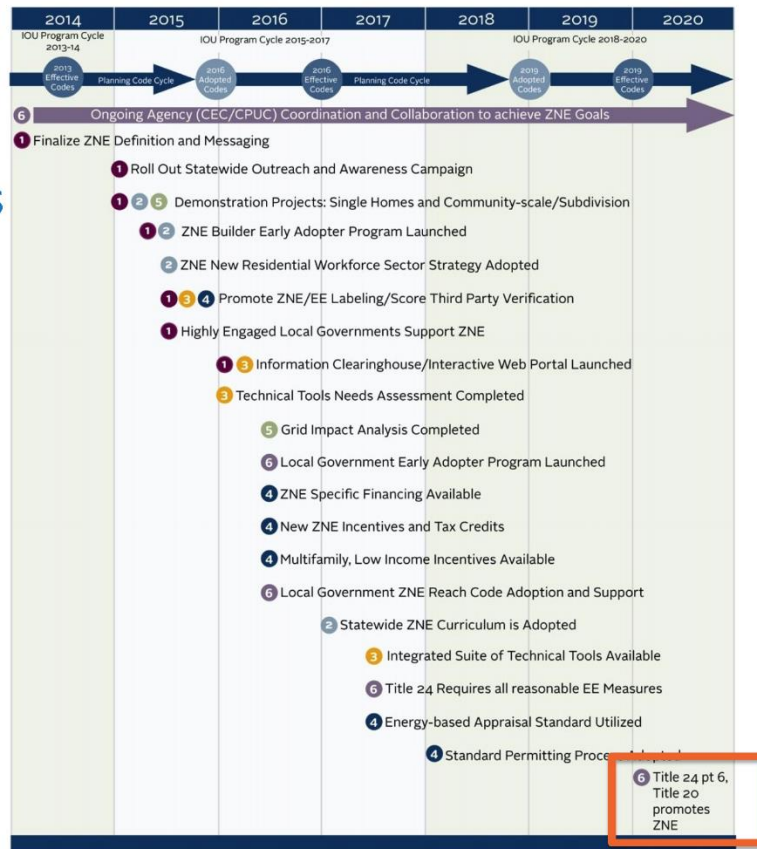 2014 2015 2016 2017 2018 2019 2020
IOU Program Cycle
2013-14
IOU Program Cycle 2015-2017
IOU Program Cycle 2018-2020
2013
Effective
Codes
Planning Code Cycle
2016
Adopted
Codes
2016
Effective
Codes
Planning Code Cycle
2019
Adopted
Codes
2019
Effective
Codes
6 Ongoing Agency (CEC/CPUC) Coordination and Collaboration to achieve ZNE Goals
1 Finalize ZNE Definition and Messaging
1 Roll Out Statewide Outreach and Awareness Campaign
s
1 2 5 Demonstration Projects: Single Homes and Community-scale/Subdivision
1 2 ZNE Builder Early Adopter Program Launched
2 ZNE New Residential Workforce Sector Strategy Adopted
1 3 4 Promote ZNE/EE Labeling/Score Third Party Verification
1 Highly Engaged Local Governments Support ZNE
1 3 Information Clearinghouse/Interactive Web Portal Launched
3 Technical Tools Needs Assessment Completed
5 Grid Impact Analysis Completed
6 Local Government Early Adopter Program Launched
4 ZNE Specific Financing Available
4 New ZNE Incentives and Tax Credits
4 Multifamily, Low Income Incentives Available
6 Local Government ZNE Reach Code Adoption and Support
2 Statewide ZNE Curriculum is Adopted
3 Integrated Suite of Technical Tools Available
6 Title 24 Requires all reasonable EE Measures
4 Energy-based Appraisal Standard Utilized
4 Standard Permitting Process Adopted
6 Title 24 pt 6,
Title 20
promotes
ZNE